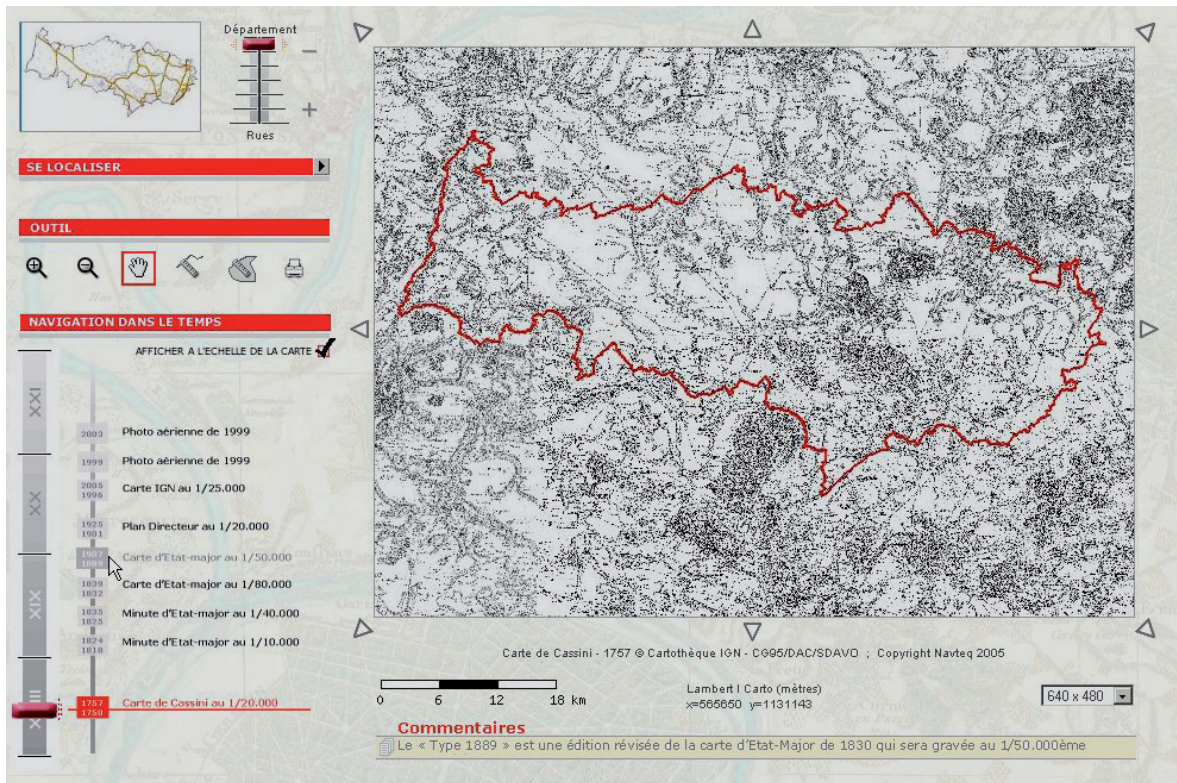 Département
Rues
SE LOCALISER
OUTIL
NAVIGATION DANS LE TEMPS
AFFICHER A L'ECHELLE DE LA CARTE
IXX
XX
XIX
2003 Photo aérienne de 1999
1999 Photo aérienne de 1999
2005
1996
Carte IGN au 1/25.000
1925
1901
Plan Directeur au 1/20.000
1907
1889
Carte d'Etat-major au 1/50.000
1839
1832
Carte d'Etat-major au 1/80.000
1835
1825
Minute d'Etat-major au 1/40.000
1824
1818
Minute d'Etat-major au 1/10.000
1757
1750
Carte de Cassini au 1/20.000
Carte de Cassini - 1757 © Cartothèque IGN - CG95/DAC/SDAVO ; Copyright Navteq 2005
0 6 12 18 km
Lambert I Carto (mètres)
x=565650 y=1131143
640 x 480
Commentaires
Le « Type 1889 » est une édition révisée de la carte d'Etat-Major de 1830 qui sera gravée au 1/50.000ème